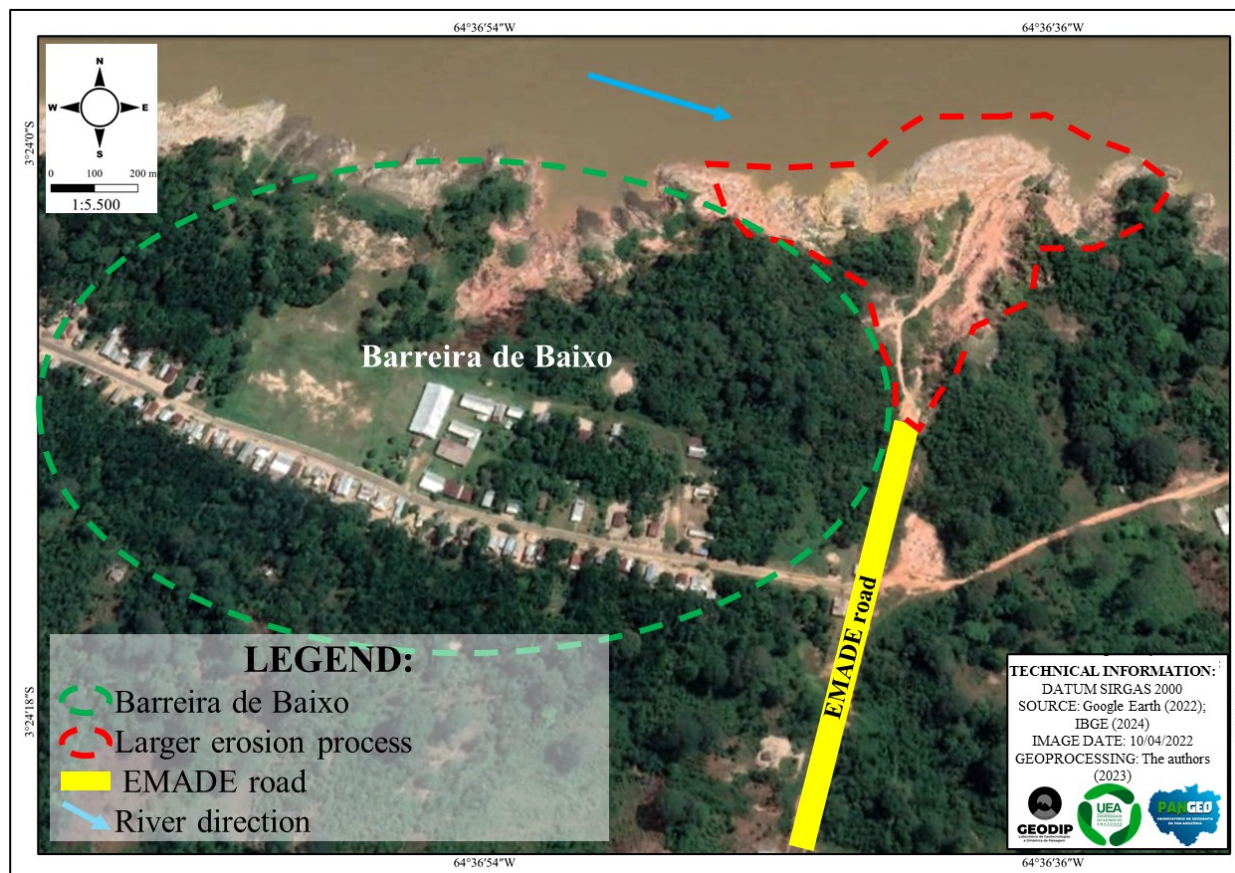 64°36′54″W
64°36′36″W
N
W
E
S
0
100
200 m
1:5.500
3°24′0″S
Barreira de Baixo
EMADE road
3°24′18″S
LEGEND:
Barreira de Baixo
Larger erosion process
EMADE road
River direction
TECHNICAL INFORMATION:
DATUM SIRGAS 2000
SOURCE: Google Earth (2022);
IBGE (2024)
IMAGE DATE: 10/04/2022
GEOPROCESSING: The authors
(2023)
GEODIP
UEA
PANGEO
64°36′54″W
64°36′36″W